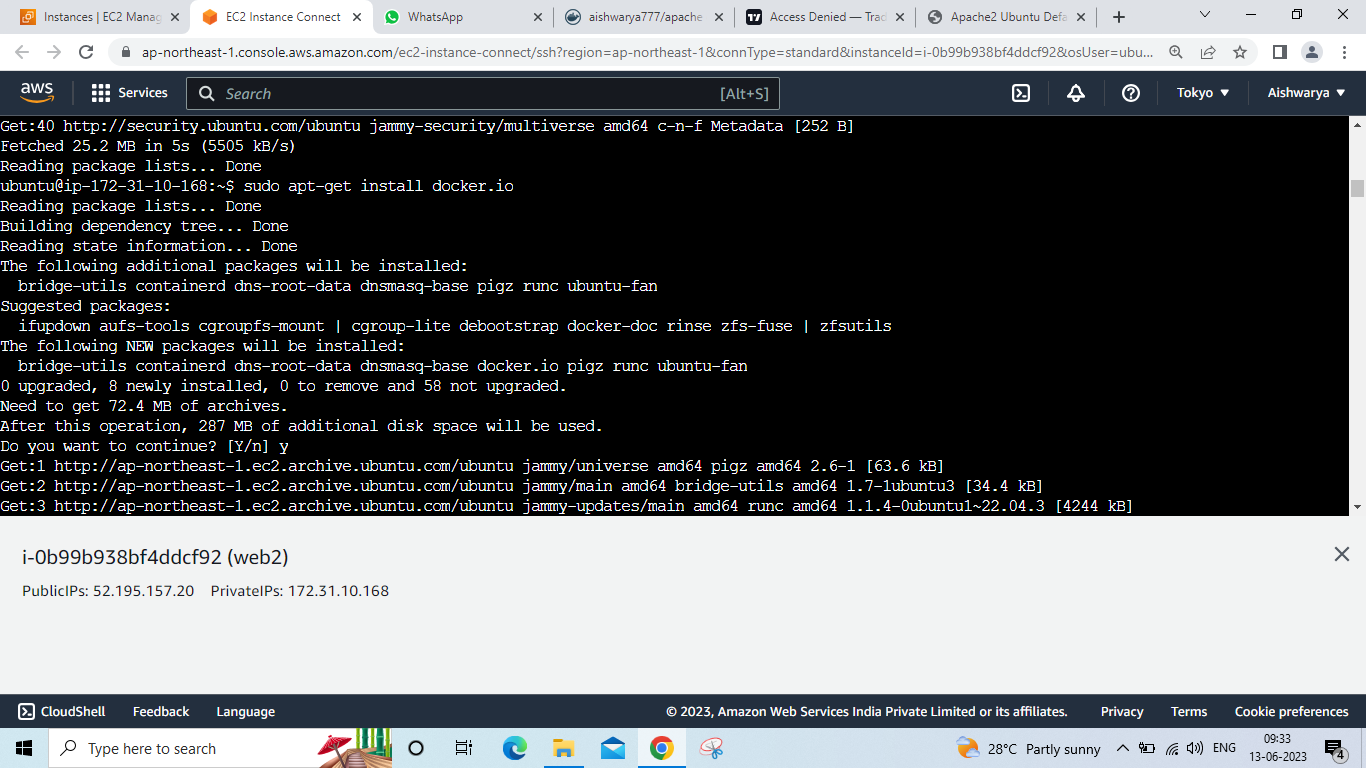 Instances | EC2 Manag
EC2 Instance Connect
WhatsApp
aishwarya777/apache
Access Denied — Trad
Apache2 Ubuntu Defa
ap-northeast-1.console.aws.amazon.com/ec2-instance-connect/ssh?region=ap-northeast-1&connType=standard&instanceId=i-0b99b938bf4ddcf92&osUser=ubu...
aws
Services
Search
[Alt+S]
Tokyo
Aishwarya
Get:40 http://security.ubuntu.com/ubuntu jammy-security/multiverse amd64 c-n-f Metadata [252 B]
Fetched 25.2 MB in 5s (5505 kB/s)
Reading package lists... Done
ubuntu@ip-172-31-10-168:~$ sudo apt-get install docker.io
Reading package lists... Done
Building dependency tree... Done
Reading state information... Done
The following additional packages will be installed:
  bridge-utils containerd dns-root-data dnsmasq-base pigz runc ubuntu-fan
Suggested packages:
  ifupdown aufs-tools cgroupfs-mount | cgroup-lite debootstrap docker-doc rinse zfs-fuse | zfsutils
The following NEW packages will be installed:
  bridge-utils containerd dns-root-data dnsmasq-base docker.io pigz runc ubuntu-fan
0 upgraded, 8 newly installed, 0 to remove and 58 not upgraded.
Need to get 72.4 MB of archives.
After this operation, 287 MB of additional disk space will be used.
Do you want to continue? [Y/n] y
Get:1 http://ap-northeast-1.ec2.archive.ubuntu.com/ubuntu jammy/universe amd64 pigz amd64 2.6-1 [63.6 kB]
Get:2 http://ap-northeast-1.ec2.archive.ubuntu.com/ubuntu jammy/main amd64 bridge-utils amd64 1.7-1ubuntu3 [34.4 kB]
Get:3 http://ap-northeast-1.ec2.archive.ubuntu.com/ubuntu jammy-updates/main amd64 runc amd64 1.1.4-0ubuntu1~22.04.3 [4244 kB]
i-0b99b938bf4ddcf92 (web2)
PublicIPs: 52.195.157.20 PrivateIPs: 172.31.10.168
CloudShell
Feedback
Language
© 2023, Amazon Web Services India Private Limited or its affiliates.
Privacy
Terms
Cookie preferences
Type here to search
28°C Partly sunny
ENG
09:33
13-06-2023
4